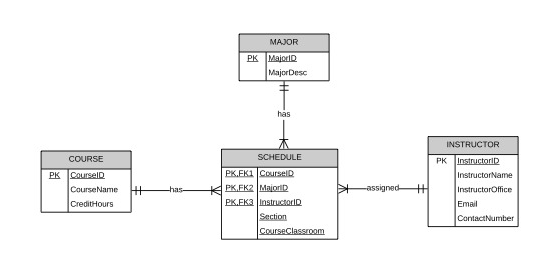 MAJOR
PK MajorID
MajorDesc
has
COURSE
PK CourseID
CourseName
CreditHours
has
SCHEDULE
PK,FK1 CourseID
PK,FK2 MajorID
PK,FK3 InstructorID
Section
CourseClassroom
assigned
INSTRUCTOR
PK InstructorID
InstructorName
InstructorOffice
Email
ContactNumber